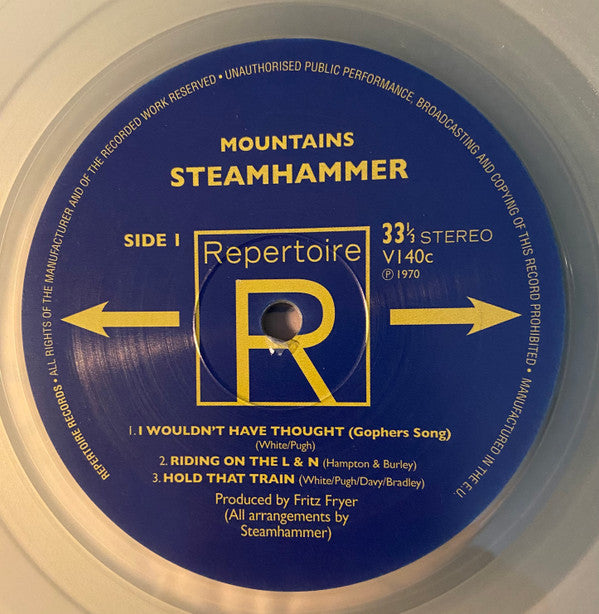 REPERTOIRE RECORDS • ALL RIGHTS OF THE MANUFACTURER AND OF THE RECORDED WORK RESERVED • UNAUTHORISED PUBLIC PERFORMANCE, BROADCASTING AND COPYING OF THIS RECORD PROHIBITED • MANUFACTURED IN THE E.U.
MOUNTAINS
STEAMHAMMER
SIDE 1
Repertoire
R
33⅓ STEREO
V140c
℗ 1970
1. I WOULDN'T HAVE THOUGHT (Gophers Song)
(White/Pugh)
2. RIDING ON THE L & N (Hampton & Burley)
3. HOLD THAT TRAIN (White/Pugh/Davy/Bradley)
Produced by Fritz Fryer
(All arrangements by
Steamhammer)